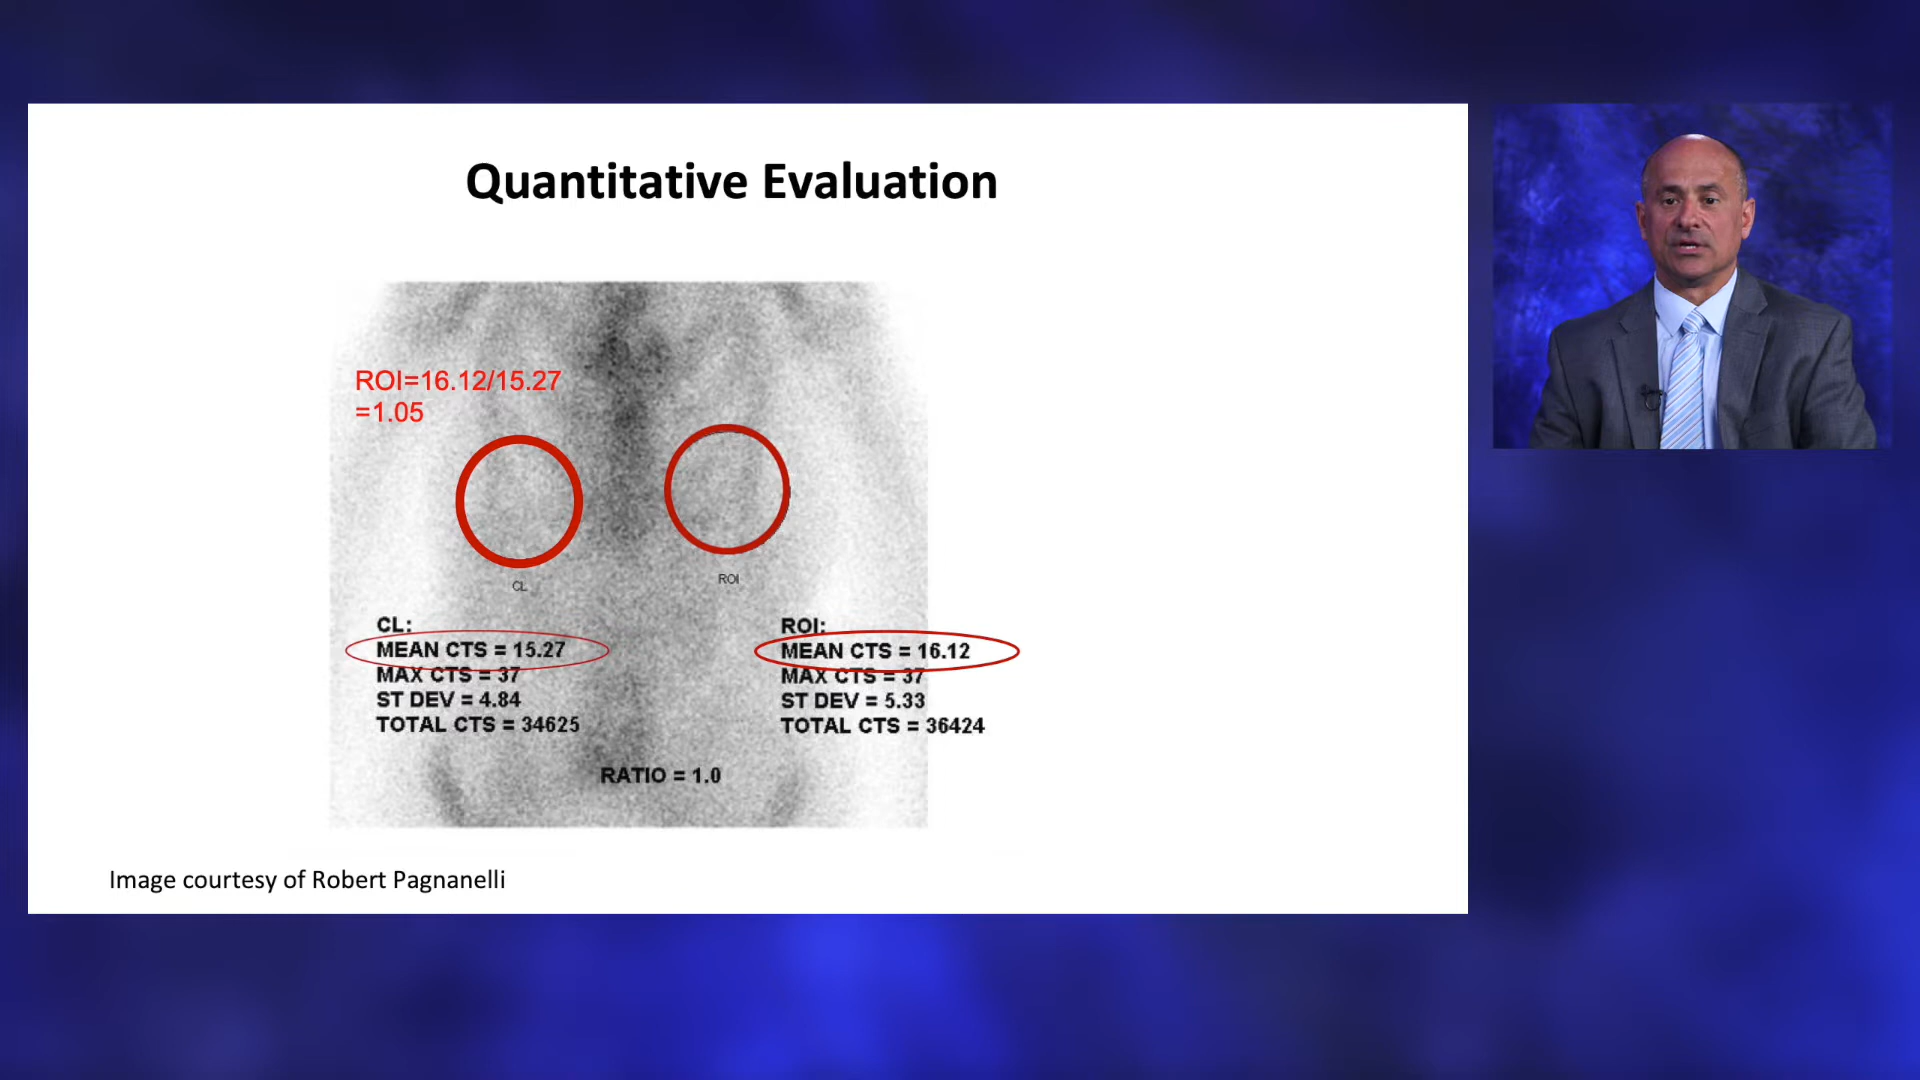 Quantitative Evaluation
ROI=16.12/15.27
=1.05
CL
ROI
CL:
MEAN CTS = 15.27
MAX CTS = 37
ST DEV = 4.84
TOTAL CTS = 34625
ROI:
MEAN CTS = 16.12
MAX CTS = 37
ST DEV = 5.33
TOTAL CTS = 36424
RATIO = 1.0
Image courtesy of Robert Pagnanelli